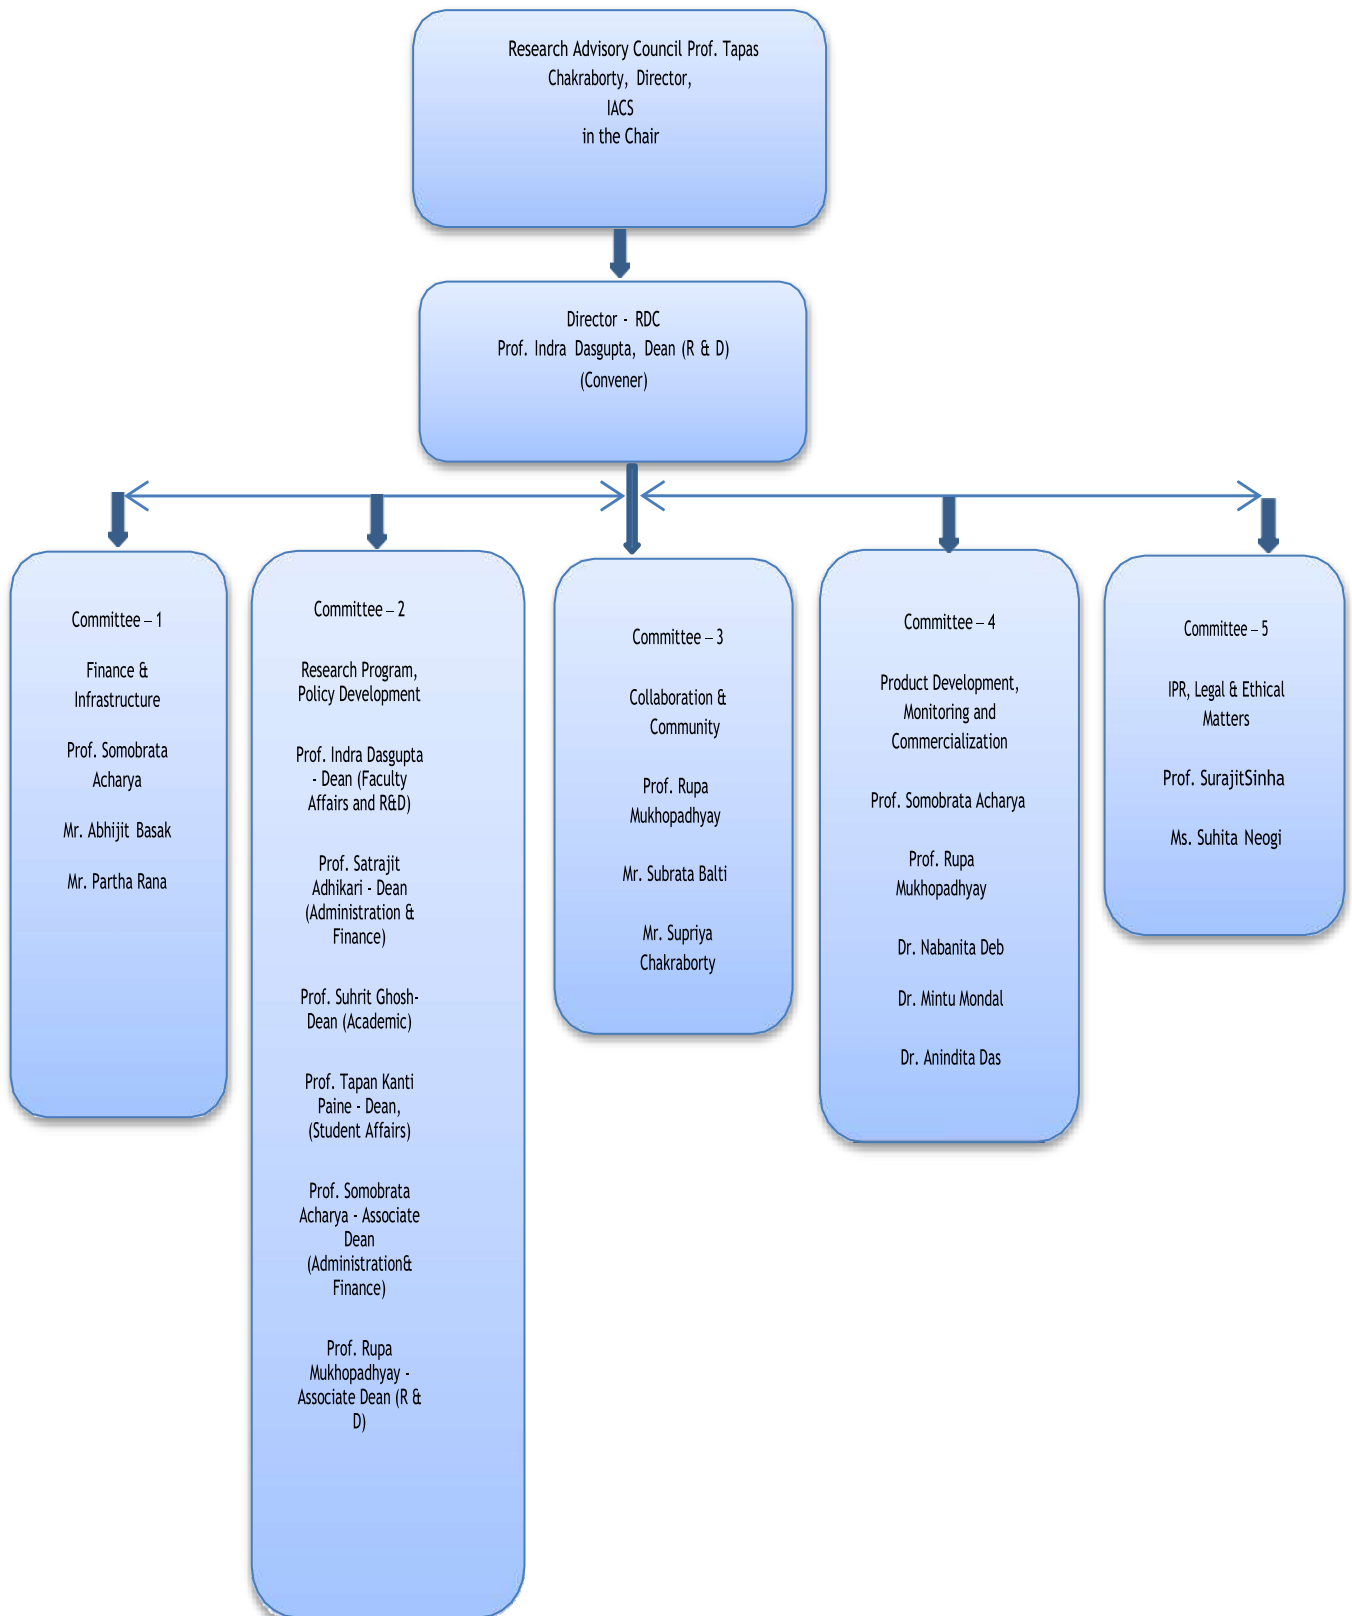 Research Advisory Council Prof. Tapas
Chakraborty, Director,
IACS
in the Chair
Director - RDC
Prof. Indra Dasgupta, Dean (R & D)
(Convener)
Committee – 1
Finance &
Infrastructure
Prof. Somobrata
Acharya
Mr. Abhijit Basak
Mr. Partha Rana
Committee – 2
Research Program,
Policy Development
Prof. Indra Dasgupta
- Dean (Faculty
Affairs and R&D)
Prof. Satrajit
Adhikari - Dean
(Administration &
Finance)
Prof. Suhrit Ghosh-
Dean (Academic)
Prof. Tapan Kanti
Paine - Dean,
(Student Affairs)
Prof. Somobrata
Acharya - Associate
Dean
(Administration&
Finance)
Prof. Rupa
Mukhopadhyay -
Associate Dean (R &
D)
Committee – 3
Collaboration &
Community
Prof. Rupa
Mukhopadhyay
Mr. Subrata Balti
Mr. Supriya
Chakraborty
Committee – 4
Product Development,
Monitoring and
Commercialization
Prof. Somobrata Acharya
Prof. Rupa
Mukhopadhyay
Dr. Nabanita Deb
Dr. Mintu Mondal
Dr. Anindita Das
Committee – 5
IPR, Legal & Ethical
Matters
Prof. SurajitSinha
Ms. Suhita Neogi